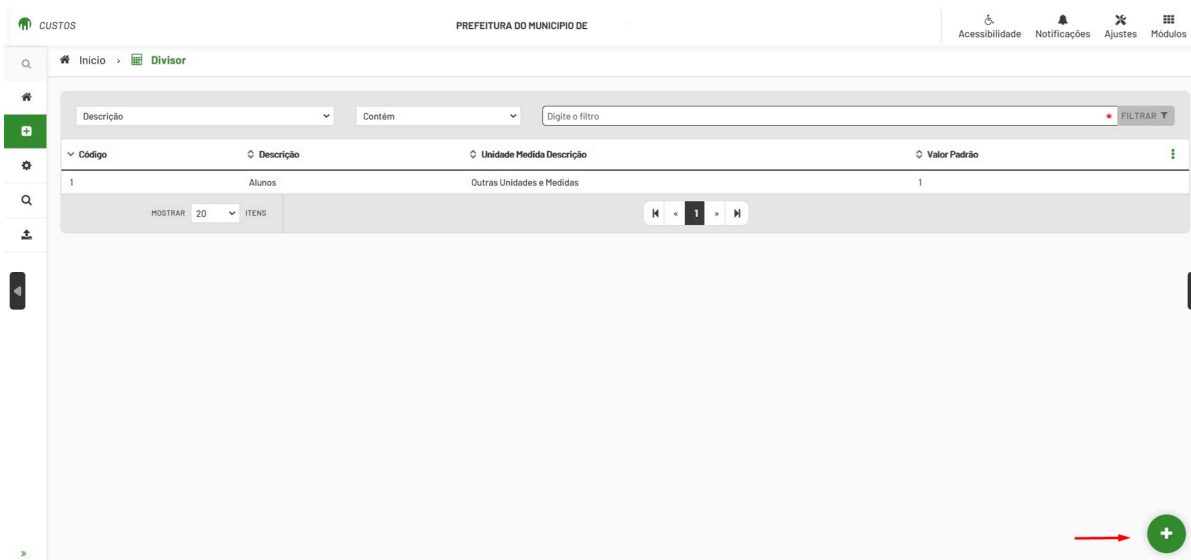 CUSTOS
PREFEITURA DO MUNICIPIO DE
Acessibilidade Notificações Ajustes Módulos
Início › Divisor
Descrição Contém Digite o filtro * FILTRAR
Código Descrição Unidade Medida Descrição Valor Padrão
1 Alunos Outras Unidades e Medidas 1
MOSTRAR 20 ITENS « 1 »
»